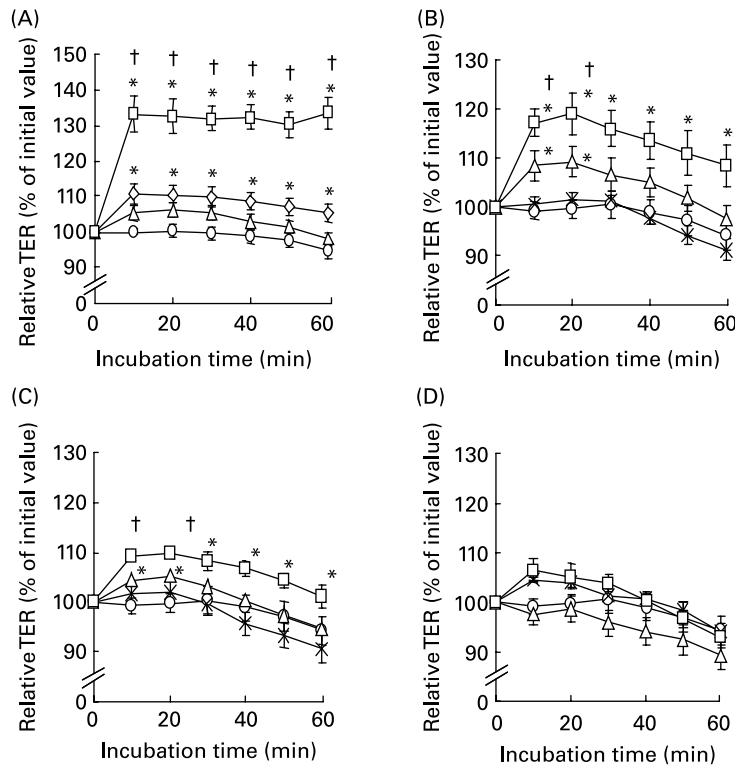 (A)
150
140
130
120
110
100
90
0
Relative TER (% of initial value)
† † † † † †
* * * * * *
* * * * * *
0 20 40 60
Incubation time (min)
(B)
130
120
110
100
90
0
Relative TER (% of initial value)
† †
* * * * * *
* *
0 20 40 60
Incubation time (min)
(C)
130
120
110
100
90
0
Relative TER (% of initial value)
† †
* * * *
* *
0 20 40 60
Incubation time (min)
(D)
130
120
110
100
90
0
Relative TER (% of initial value)
0 20 40 60
Incubation time (min)